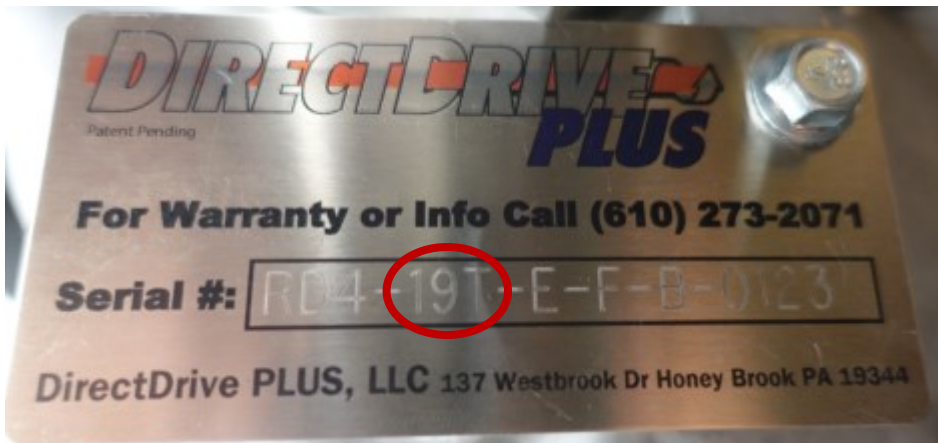 DIRECTDRIVE
PLUS
Patent Pending
For Warranty or Info Call (610) 273-2071
Serial #: RD4-19T-E-F-B-0123
DirectDrive PLUS, LLC 137 Westbrook Dr Honey Brook PA 19344